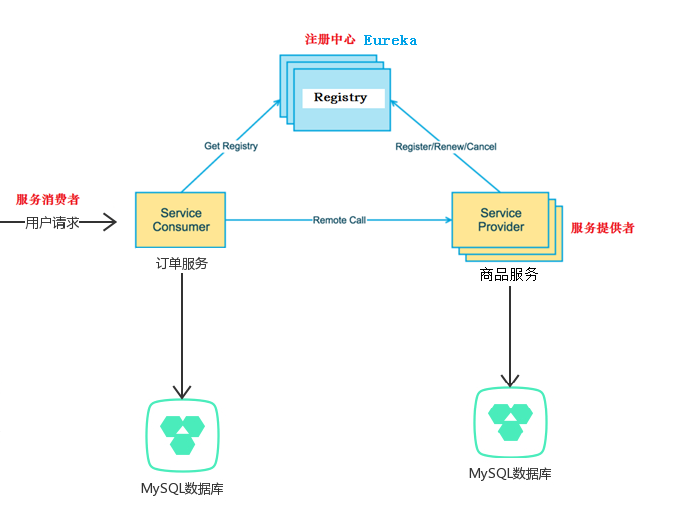 注册中心 Eureka
Registry
Get Registry
Register/Renew/Cancel
服务消费者
用户请求
Service
Consumer
Remote Call
Service
Provider
服务提供者
订单服务
商品服务
MySQL数据库
MySQL数据库